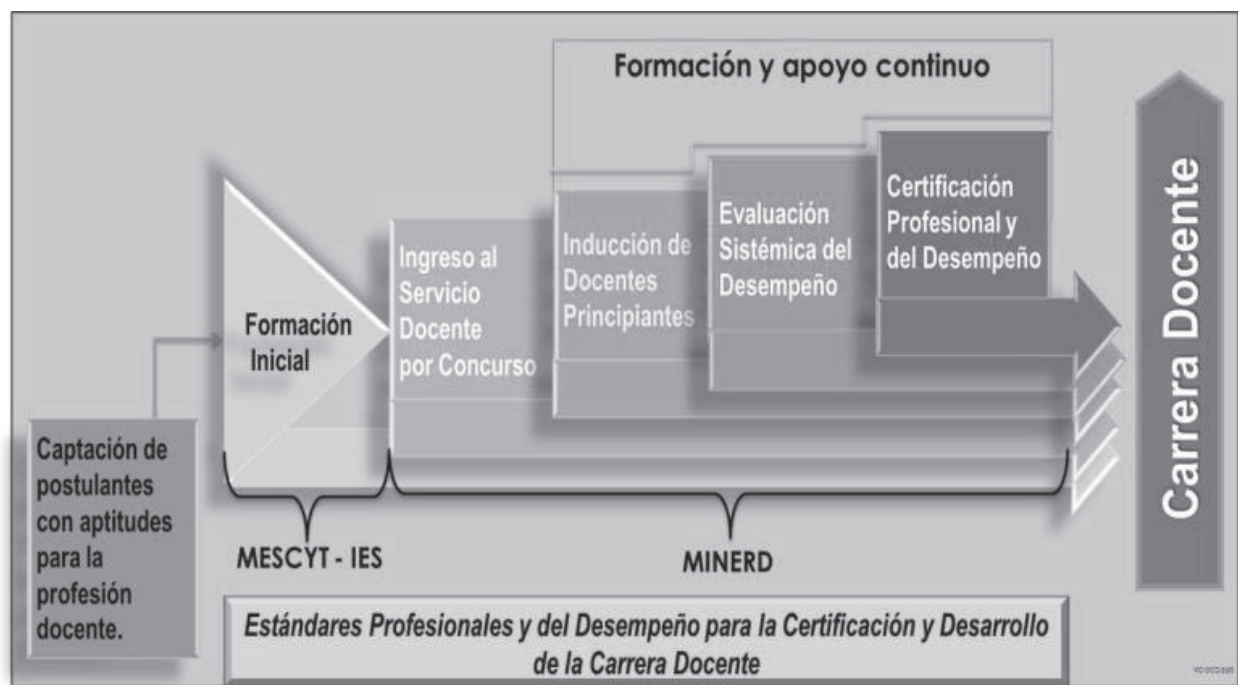 Formación y apoyo continuo
Certificación
Profesional y
del Desempeño
Evaluación
Sistémica del
Desempeño
Inducción de
Docentes
Principiantes
Ingreso al
Servicio
Docente
por Concurso
Formación
Inicial
Captación de
postulantes
con aptitudes
para la
profesión
docente.
MESCYT - IES
MINERD
Carrera Docente
Estándares Profesionales y del Desempeño para la Certificación y Desarrollo
de la Carrera Docente